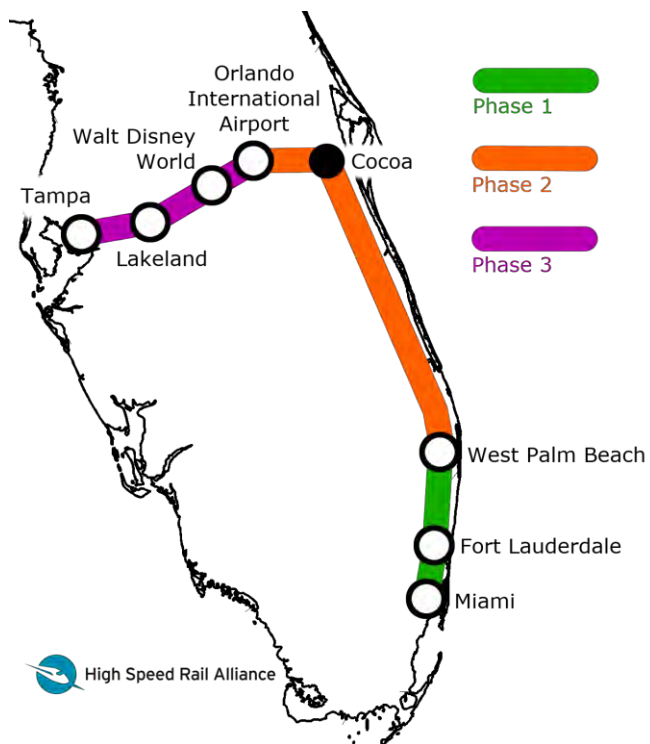 Orlando
International
Airport
Walt Disney
World
Tampa
Lakeland
Cocoa
Phase 1
Phase 2
Phase 3
West Palm Beach
Fort Lauderdale
Miami
High Speed Rail Alliance